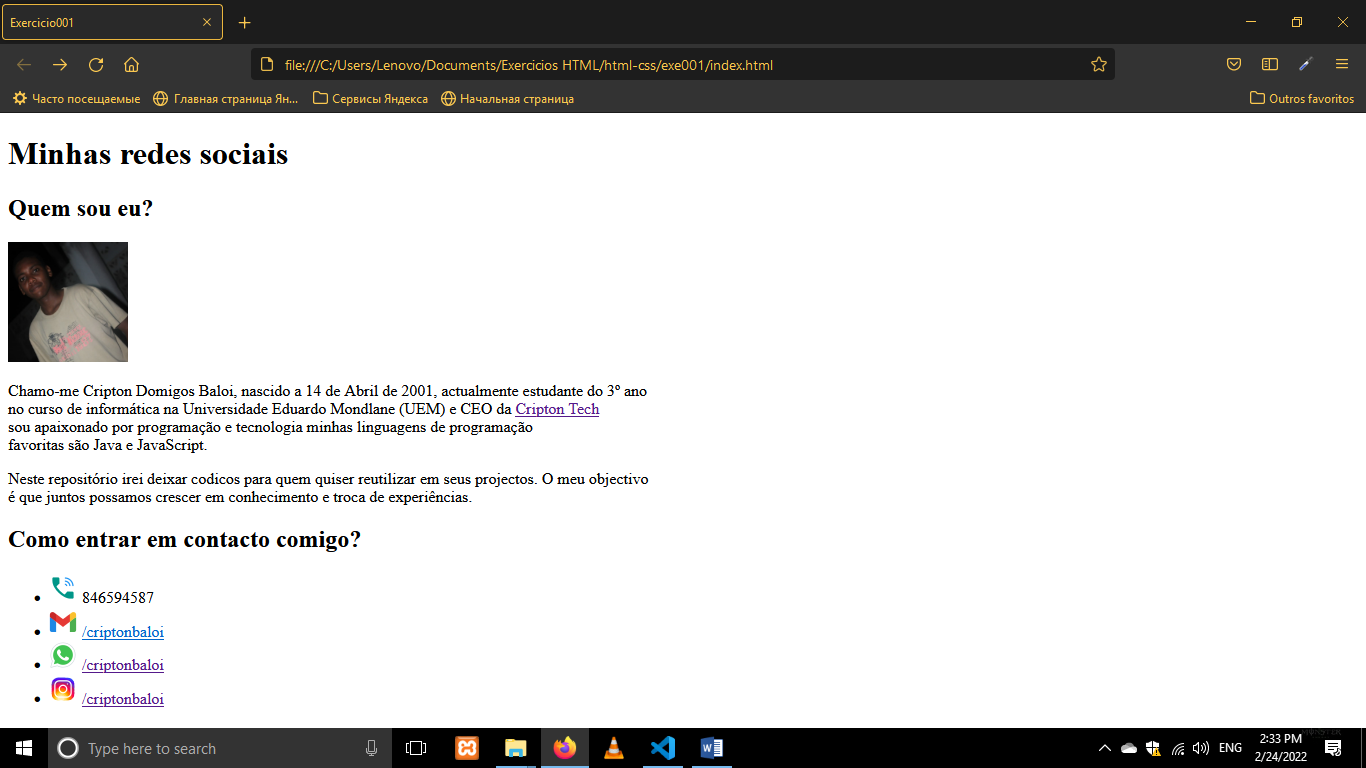 Exercicio001
file:///C:/Users/Lenovo/Documents/Exercicios HTML/html-css/exe001/index.html
Часто посещаемые Главная страница Ян... Сервисы Яндекса Начальная страница Outros favoritos
Minhas redes sociais
Quem sou eu?
Chamo-me Cripton Domigos Baloi, nascido a 14 de Abril de 2001, actualmente estudante do 3º ano
no curso de informática na Universidade Eduardo Mondlane (UEM) e CEO da Cripton Tech
sou apaixonado por programação e tecnologia minhas linguagens de programação
favoritas são Java e JavaScript.
Neste repositório irei deixar codicos para quem quiser reutilizar em seus projectos. O meu objectivo
é que juntos possamos crescer em conhecimento e troca de experiências.
Como entrar em contacto comigo?
846594587
/criptonbaloi
/criptonbaloi
/criptonbaloi
Type here to search
ENG
2:33 PM
2/24/2022